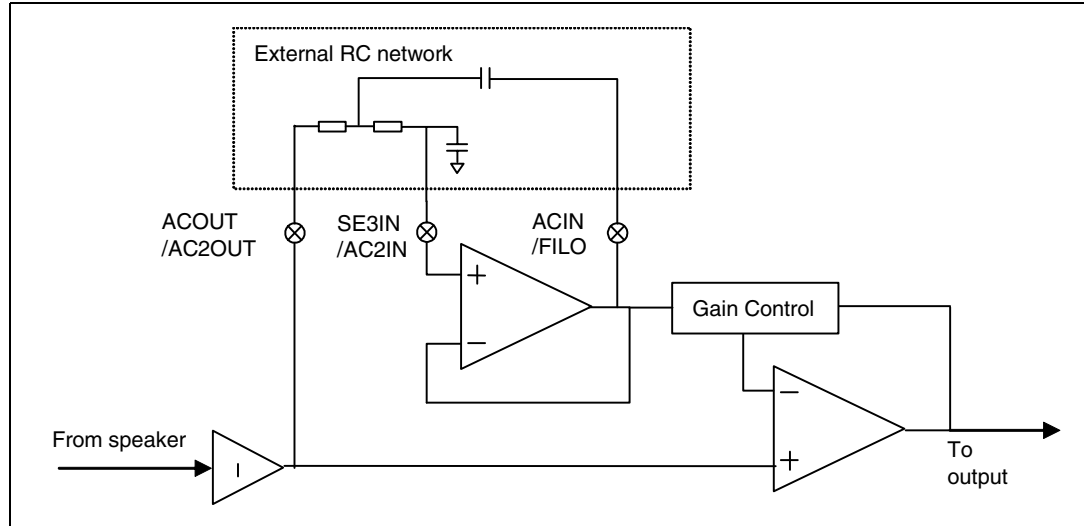 External RC network
ACOUT
/AC2OUT
SE3IN
/AC2IN
ACIN
/FILO
+
−
Gain Control
−
+
From speaker
−
To
output